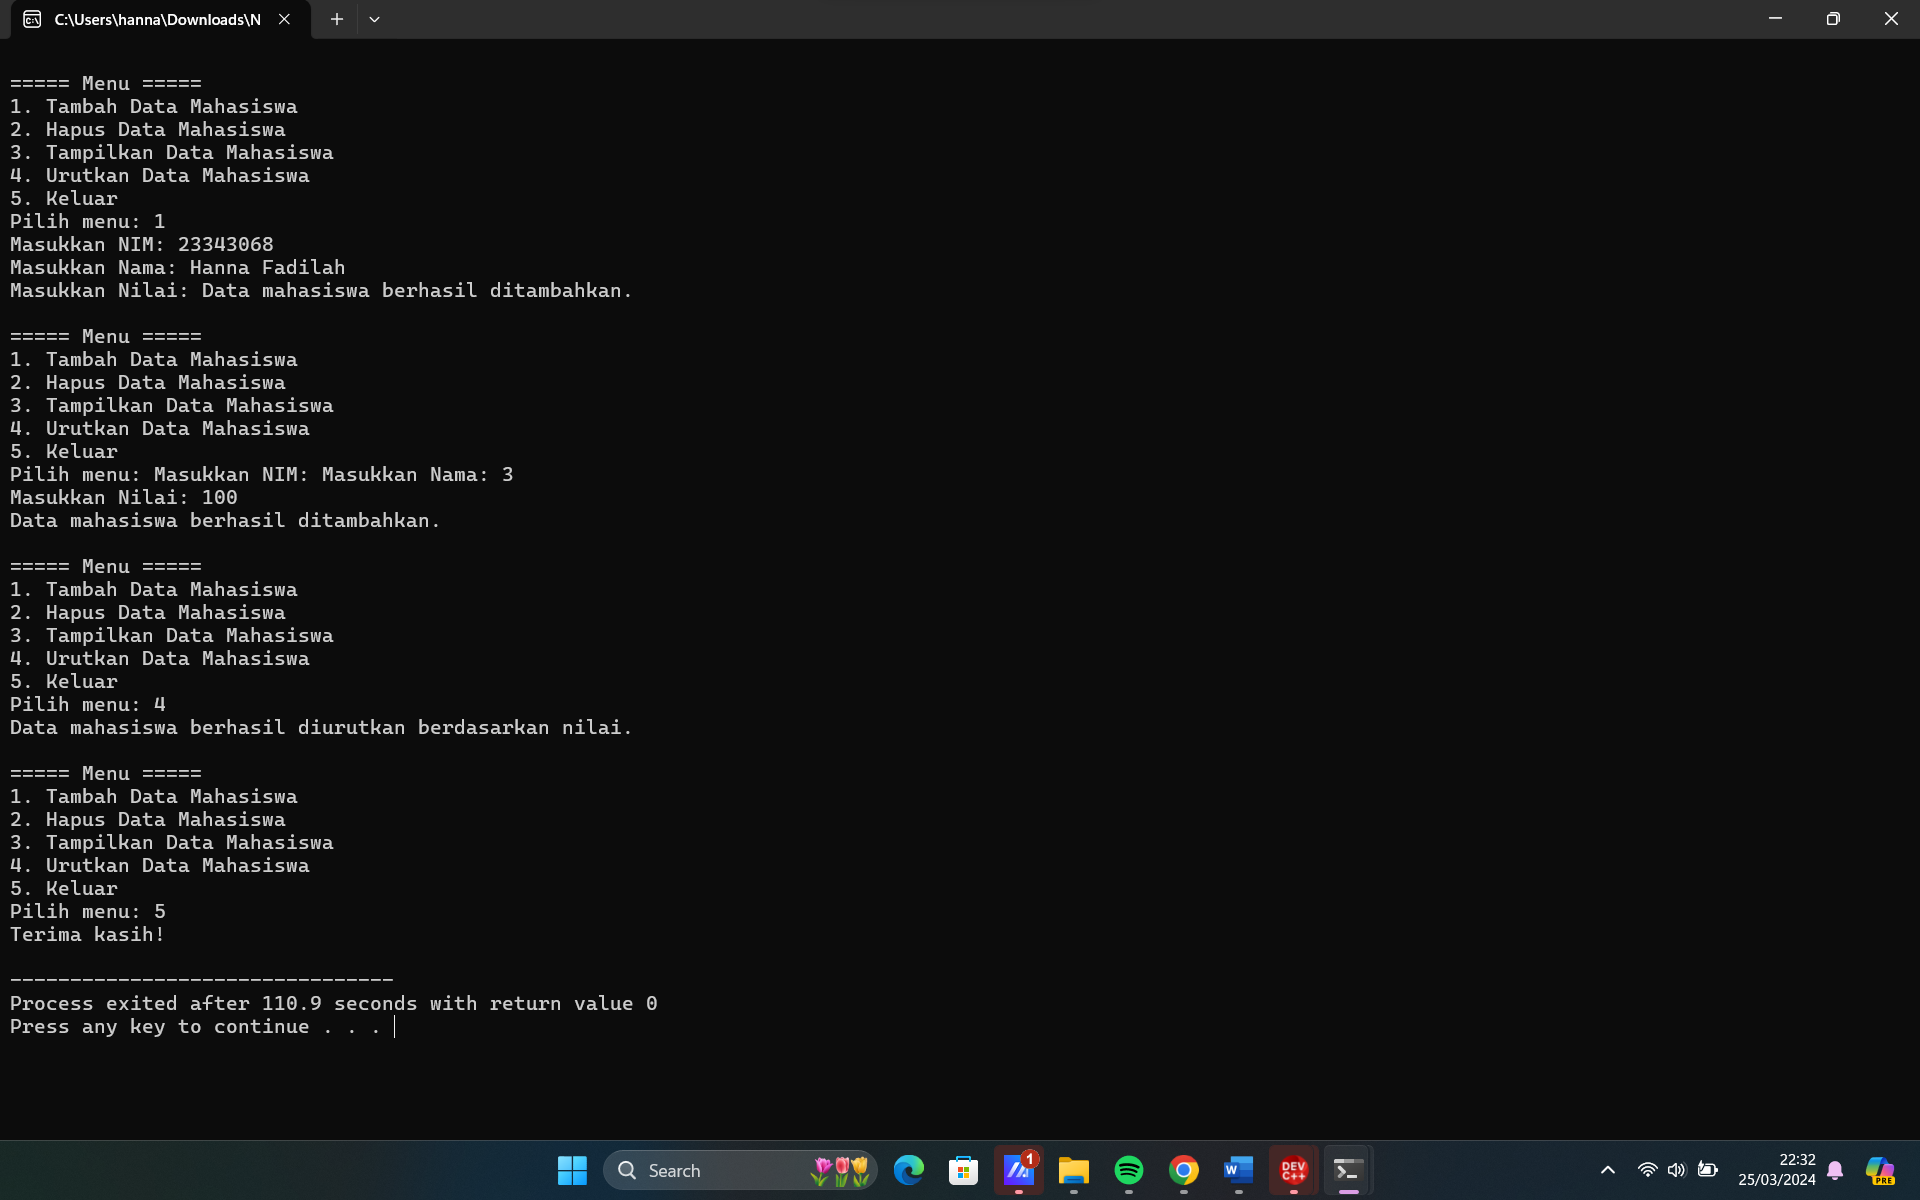 C:\Users\hanna\Downloads\N
===== Menu =====
1. Tambah Data Mahasiswa
2. Hapus Data Mahasiswa
3. Tampilkan Data Mahasiswa
4. Urutkan Data Mahasiswa
5. Keluar
Pilih menu: 1
Masukkan NIM: 23343068
Masukkan Nama: Hanna Fadilah
Masukkan Nilai: Data mahasiswa berhasil ditambahkan.
===== Menu =====
1. Tambah Data Mahasiswa
2. Hapus Data Mahasiswa
3. Tampilkan Data Mahasiswa
4. Urutkan Data Mahasiswa
5. Keluar
Pilih menu: Masukkan NIM: Masukkan Nama: 3
Masukkan Nilai: 100
Data mahasiswa berhasil ditambahkan.
===== Menu =====
1. Tambah Data Mahasiswa
2. Hapus Data Mahasiswa
3. Tampilkan Data Mahasiswa
4. Urutkan Data Mahasiswa
5. Keluar
Pilih menu: 4
Data mahasiswa berhasil diurutkan berdasarkan nilai.
===== Menu =====
1. Tambah Data Mahasiswa
2. Hapus Data Mahasiswa
3. Tampilkan Data Mahasiswa
4. Urutkan Data Mahasiswa
5. Keluar
Pilih menu: 5
Terima kasih!
--------------------------------
Process exited after 110.9 seconds with return value 0
Press any key to continue . . .
Search
1
W
DEV
C++
22:32
25/03/2024
PRE